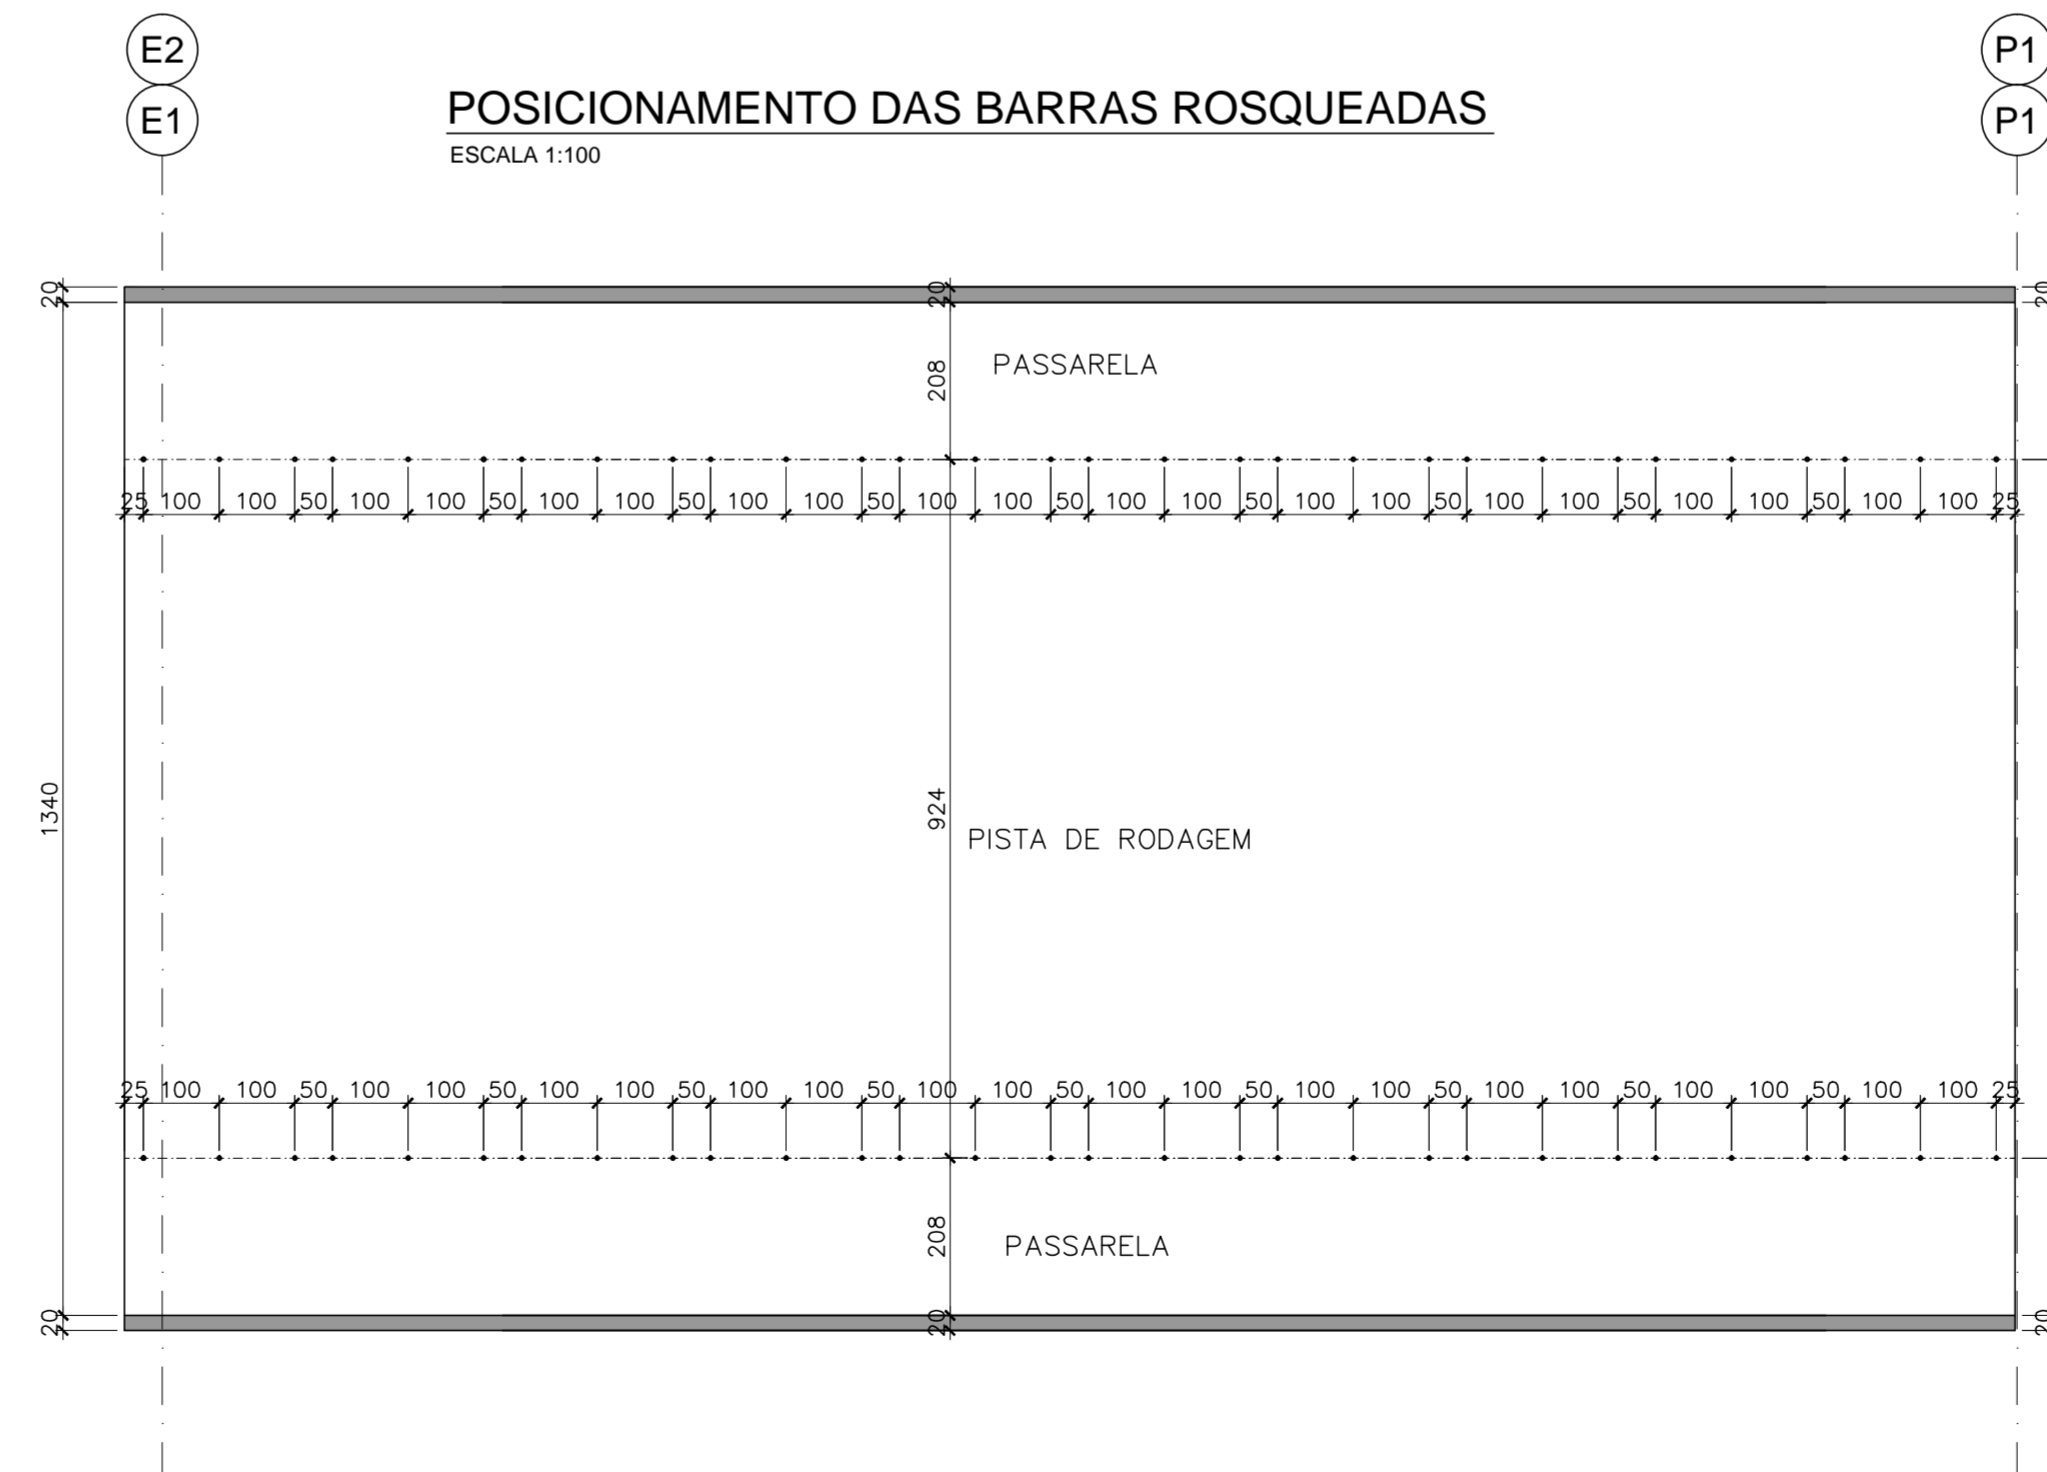 E2 P1
E1 P1
POSICIONAMENTO DAS BARRAS ROSQUEADAS
ESCALA 1:100
20 20 20
208 PASSARELA
25 100 100 50 100 100 50 100 100 50 100 100 50 100 100 50 100 100 50 100 100 50 100 100 50 100 100 50 100 100 25
1340 924 PISTA DE RODAGEM
25 100 100 50 100 100 50 100 100 50 100 100 50 100 100 50 100 100 50 100 100 50 100 100 50 100 100 50 100 100 25
208 PASSARELA
20 20 20